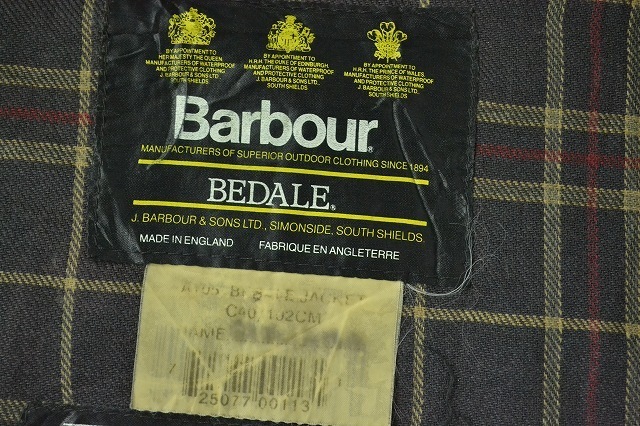 BY APPOINTMENT TO
HER MAJESTY THE QUEEN
MANUFACTURERS OF WATERPROOF
AND PROTECTIVE CLOTHING
J. BARBOUR & SONS LTD
SOUTH SHIELDS
BY APPOINTMENT TO
H.R.H. THE DUKE OF EDINBURGH
MANUFACTURERS OF WATERPROOF
AND PROTECTIVE CLOTHING
J. BARBOUR & SONS LTD.,
SOUTH SHIELDS
BY APPOINTMENT TO
H.R.H. THE PRINCE OF WALES
MANUFACTURERS OF WATERPROOF
AND PROTECTIVE CLOTHING
J. BARBOUR & SONS LTD.
SOUTH SHIELDS
Barbour®
MANUFACTURERS OF SUPERIOR OUTDOOR CLOTHING SINCE 1894
BEDALE®
J. BARBOUR & SONS LTD., SIMONSIDE, SOUTH SHIELDS.
MADE IN ENGLAND FABRIQUE EN ANGLETERRE
JACKET
C40 102CM
NAME
7 25077 00113